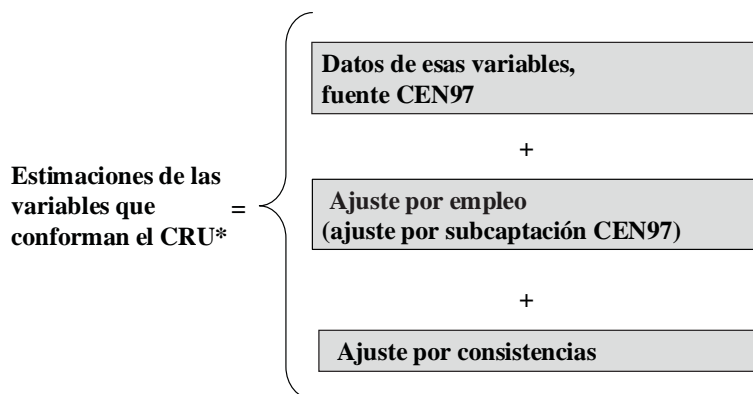 Datos de esas variables,
fuente CEN97
+
Estimaciones de las
variables que =
conforman el CRU*
Ajuste por empleo
(ajuste por subcaptación CEN97)
+
Ajuste por consistencias